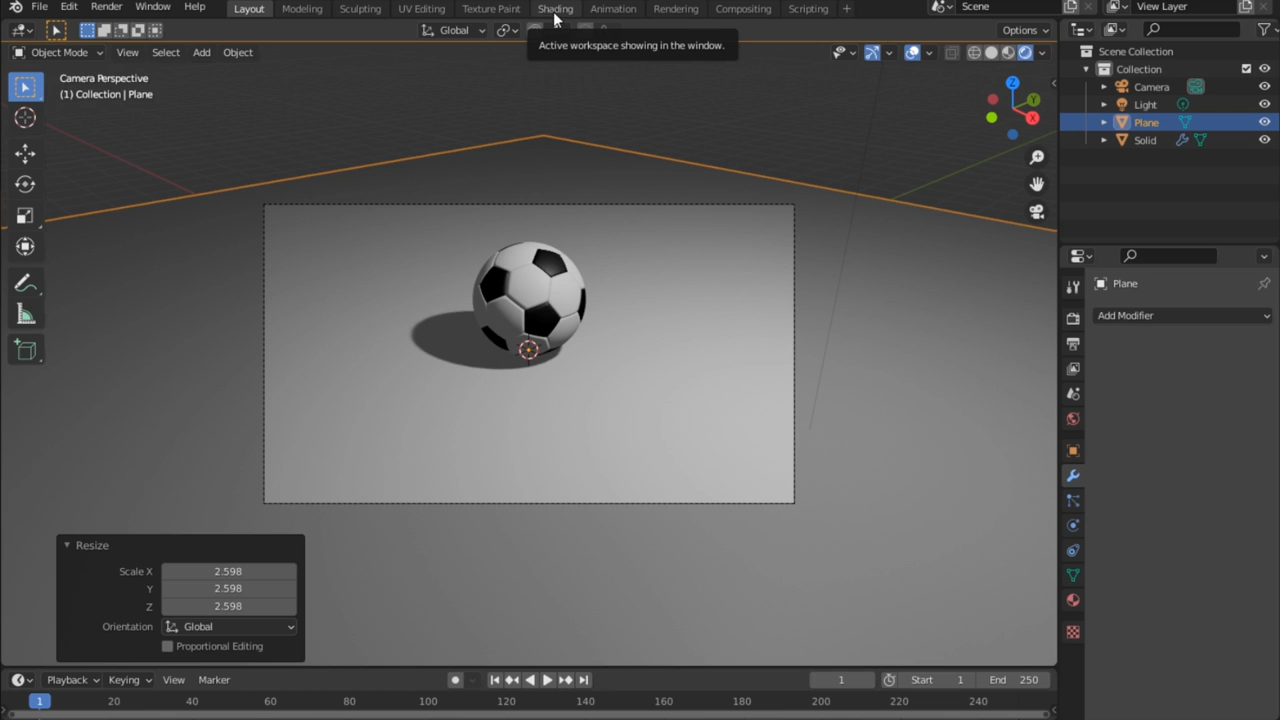 File Edit Render Window Help Layout Modeling Sculpting UV Editing Texture Paint Shading Animation Rendering Compositing Scripting + Scene View Layer
Global Options
Active workspace showing in the window.
Object Mode View Select Add Object
Camera Perspective
(1) Collection | Plane
Z
Y
X
Scene Collection
Collection
Camera
Light
Plane
Solid
Plane
Add Modifier
Resize
Scale X 2.598
Y 2.598
Z 2.598
Orientation Global
Proportional Editing
Playback Keying View Marker 1 Start 1 End 250
1 20 40 60 80 100 120 140 160 180 200 220 240